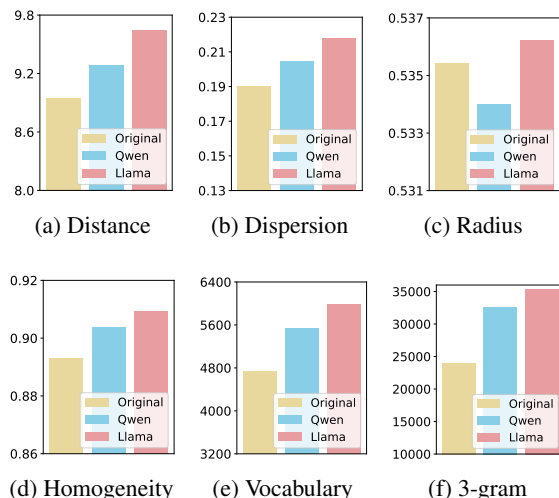 9.8
9.2
8.6
8.0
Original
Qwen
Llama
(a) Distance
0.23
0.21
0.19
0.17
0.15
0.13
Original
Qwen
Llama
(b) Dispersion
0.537
0.535
0.533
0.531
Original
Qwen
Llama
(c) Radius
0.92
0.90
0.88
0.86
Original
Qwen
Llama
(d) Homogeneity
6400
5600
4800
4000
3200
Original
Qwen
Llama
(e) Vocabulary
35000
30000
25000
20000
15000
10000
Original
Qwen
Llama
(f) 3-gram